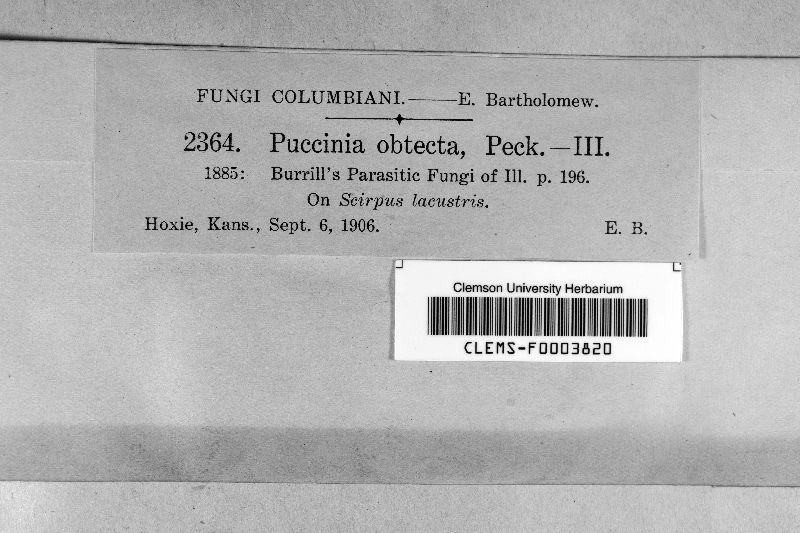 FUNGI COLUMBIANI.——E. Bartholomew.
2364. Puccinia obtecta, Peck.—III.
1885: Burrill's Parasitic Fungi of Ill. p. 196.
On Scirpus lacustris.
Hoxie, Kans., Sept. 6, 1906. E. B.
Clemson University Herbarium
CLEMS-F0003820